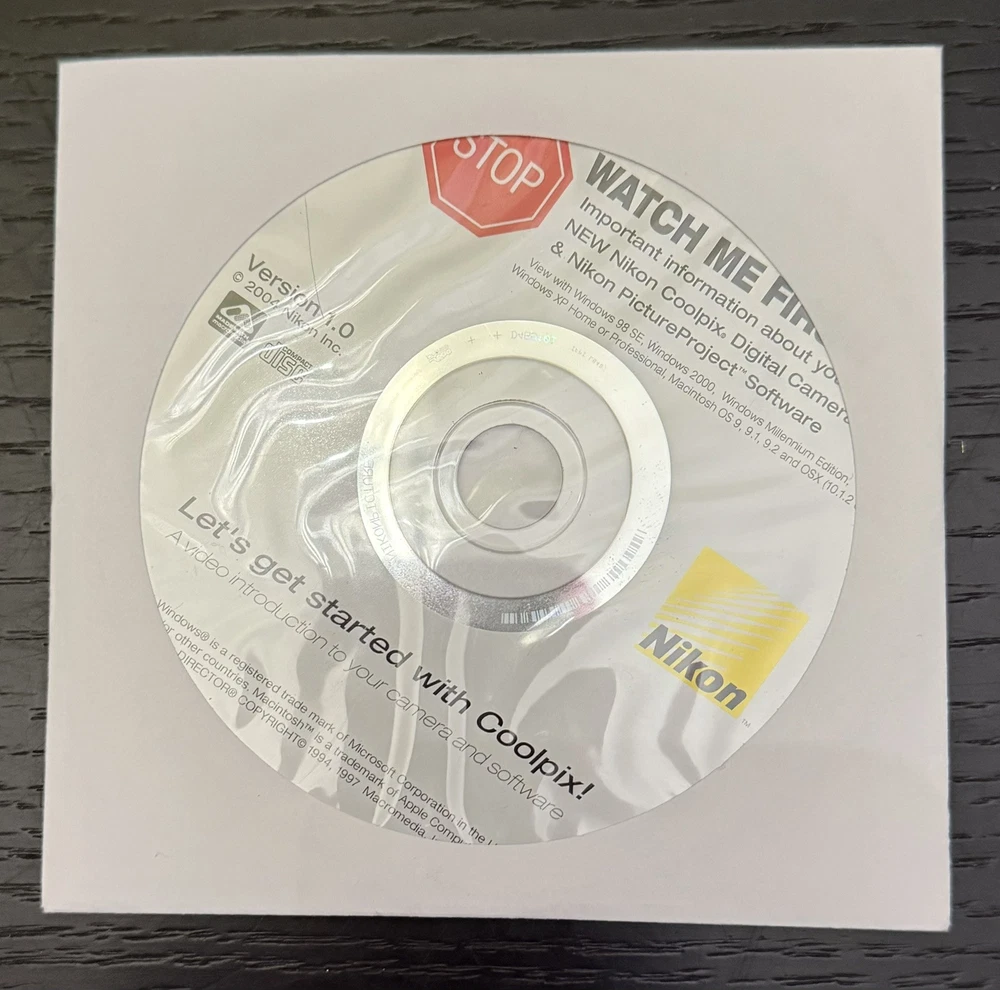 STOP
WATCH ME FIR
Important information about you
NEW Nikon Coolpix® Digital Camera
& Nikon PictureProject™ Software
View with Windows 98 SE, Windows 2000, Windows Millennium Edition,
Windows XP Home or Professional, Macintosh OS 9, 9.1, 9.2 and OSX (10.1.2
Version 1.0
© 2004 Nikon Inc.
COMPACT
disc
Nikon
TM
Let's get started with Coolpix!
A video introduction to your camera and software
Windows® is a registered trade mark of Microsoft Corporation in the U
or other countries. Macintosh™ is a trademark of Apple Compu
DIRECTOR® COPYRIGHT© 1994, 1997 Macromedia, I